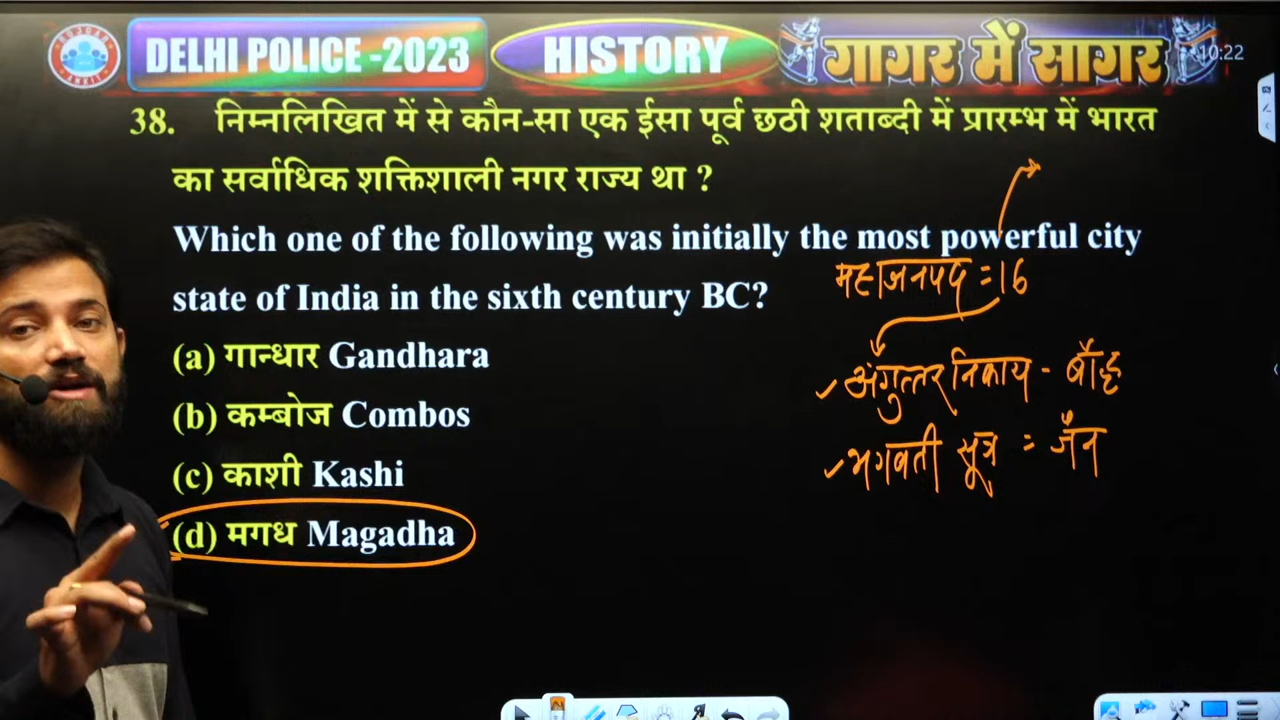 ROJGAR
ANKIT
DELHI POLICE -2023
HISTORY
गागर में सागर
10:22
38. निम्नलिखित में से कौन-सा एक ईसा पूर्व छठी शताब्दी में प्रारम्भ में भारत
का सर्वाधिक शक्तिशाली नगर राज्य था ?
Which one of the following was initially the most powerful city
state of India in the sixth century BC?
महाजनपद = 16
(a) गान्धार Gandhara
अंगुत्तर निकाय - बौद्ध
(b) कम्बोज Combos
भगवती सूत्र = जैन
(c) काशी Kashi
(d) मगध Magadha